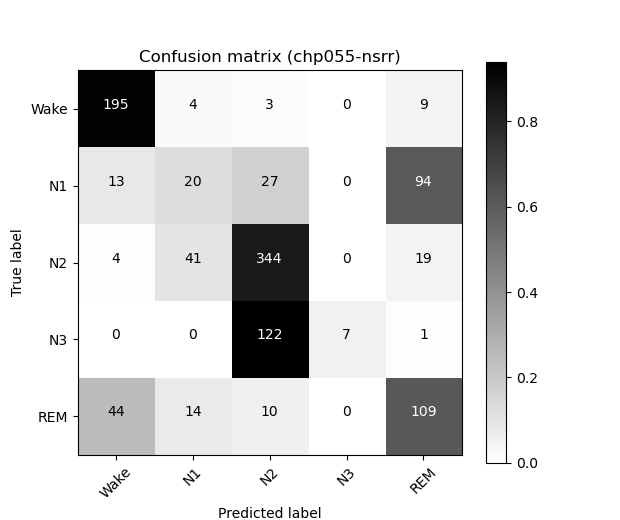 Confusion matrix (chp055-nsrr)
Wake 195 4 3 0 9
N1 13 20 27 0 94
N2 4 41 344 0 19
N3 0 0 122 7 1
REM 44 14 10 0 109
Wake N1 N2 N3 REM
Predicted label
True label
0.8
0.6
0.4
0.2
0.0